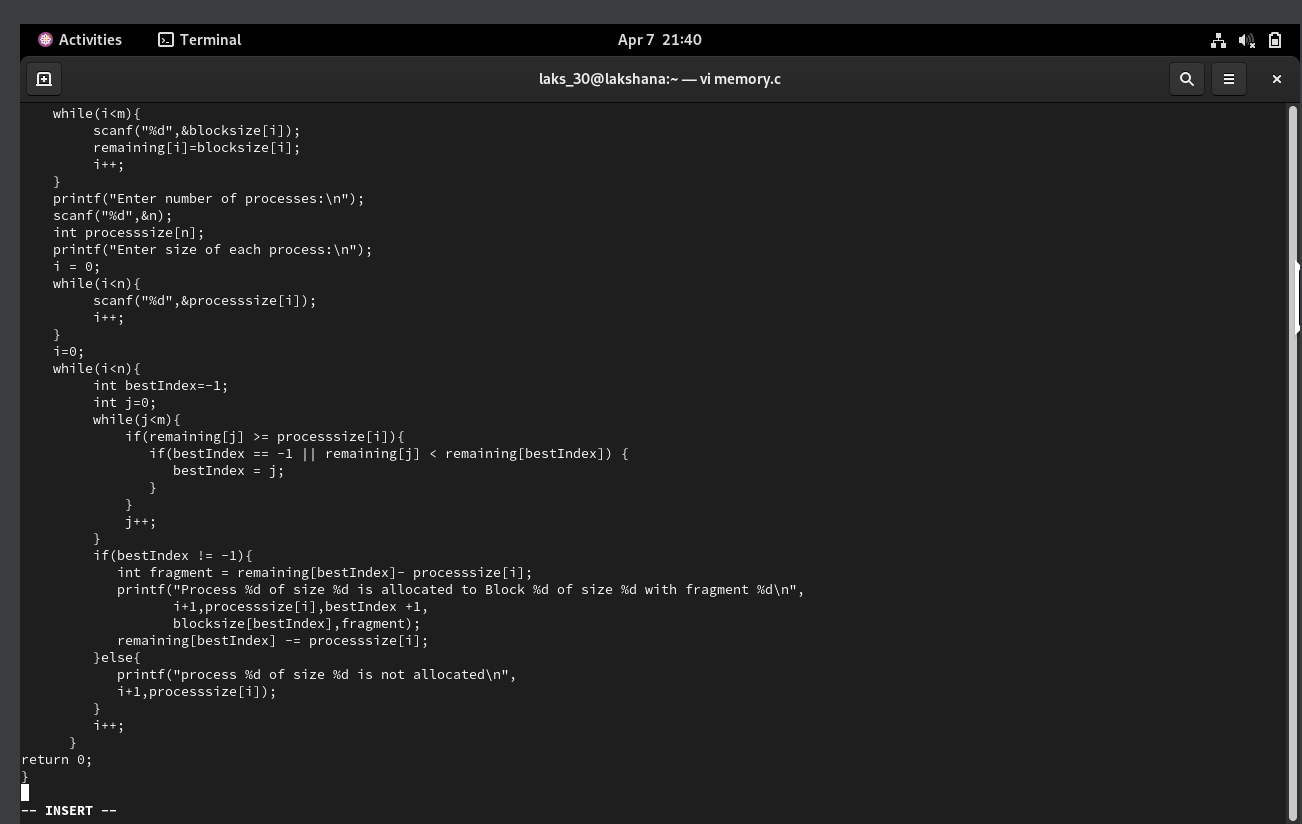 Activities Terminal Apr 7 21:40
laks_30@lakshana:~ — vi memory.c
    while(i<m){
         scanf("%d",&blocksize[i]);
         remaining[i]=blocksize[i];
         i++;
    }
    printf("Enter number of processes:\n");
    scanf("%d",&n);
    int processsize[n];
    printf("Enter size of each process:\n");
    i = 0;
    while(i<n){
         scanf("%d",&processsize[i]);
         i++;
    }
    i=0;
    while(i<n){
         int bestIndex=-1;
         int j=0;
         while(j<m){
             if(remaining[j] >= processsize[i]){
                if(bestIndex == -1 || remaining[j] < remaining[bestIndex]) {
                   bestIndex = j;
                }
             }
             j++;
         }
         if(bestIndex != -1){
            int fragment = remaining[bestIndex]- processsize[i];
            printf("Process %d of size %d is allocated to Block %d of size %d with fragment %d\n",
                   i+1,processsize[i],bestIndex +1,
                   blocksize[bestIndex],fragment);
            remaining[bestIndex] -= processsize[i];
         }else{
            printf("process %d of size %d is not allocated\n",
            i+1,processsize[i]);
         }
         i++;
      }
return 0;
}
-- INSERT --